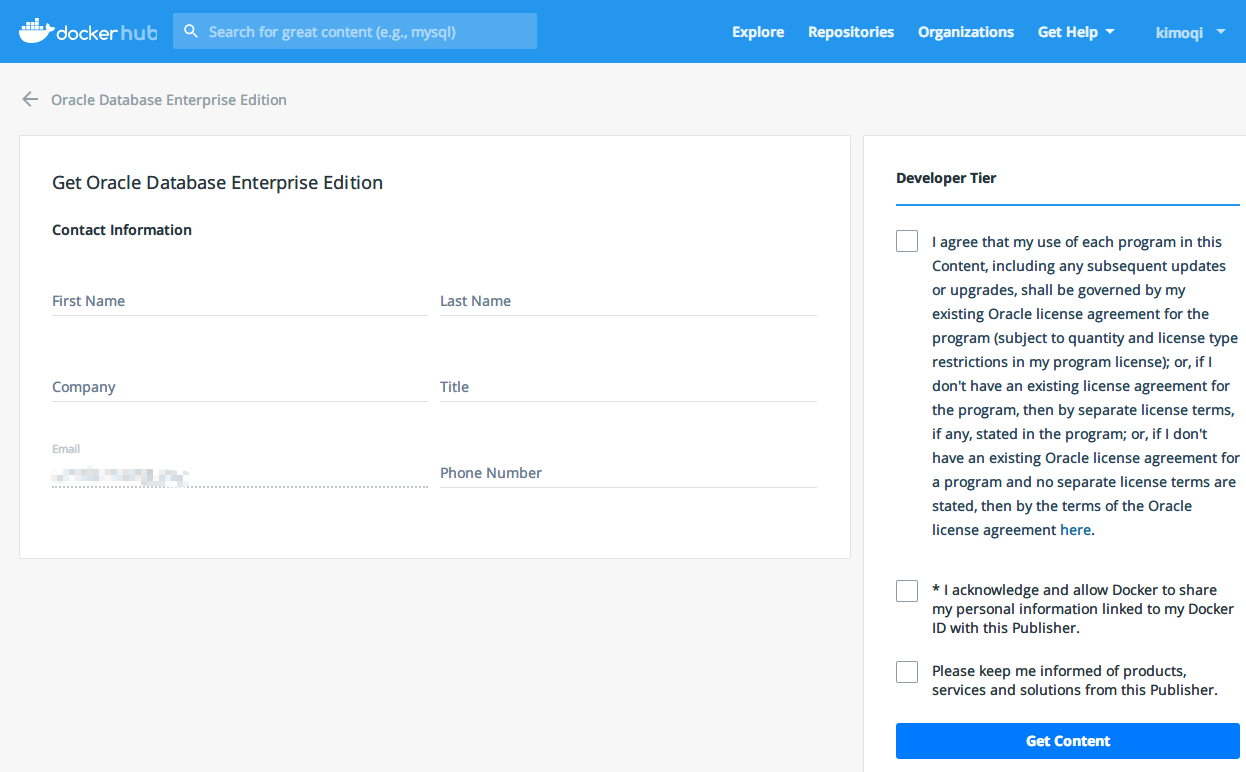 docker hub
Search for great content (e.g., mysql)
Explore
Repositories
Organizations
Get Help
kimoqi
Oracle Database Enterprise Edition
Get Oracle Database Enterprise Edition
Contact Information
First Name
Last Name
Company
Title
Email
Phone Number
Developer Tier
I agree that my use of each program in this
Content, including any subsequent updates
or upgrades, shall be governed by my
existing Oracle license agreement for the
program (subject to quantity and license type
restrictions in my program license); or, if I
don't have an existing license agreement for
the program, then by separate license terms,
if any, stated in the program; or, if I don't
have an existing Oracle license agreement for
a program and no separate license terms are
stated, then by the terms of the Oracle
license agreement here.
* I acknowledge and allow Docker to share
my personal information linked to my Docker
ID with this Publisher.
Please keep me informed of products,
services and solutions from this Publisher.
Get Content